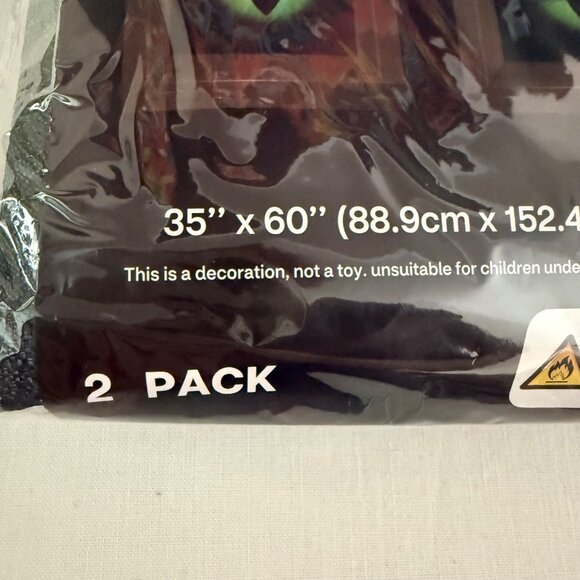 35’’ x 60’’ (88.9cm x 152.4
This is a decoration, not a toy. unsuitable for children unde
2 PACK